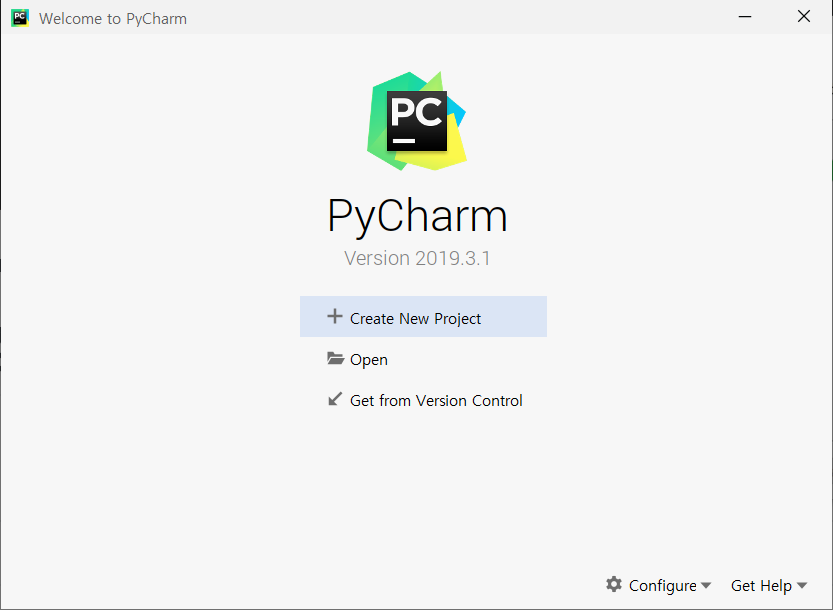 PC Welcome to PyCharm
PC
PyCharm
Version 2019.3.1
Create New Project
Open
Get from Version Control
Configure Get Help